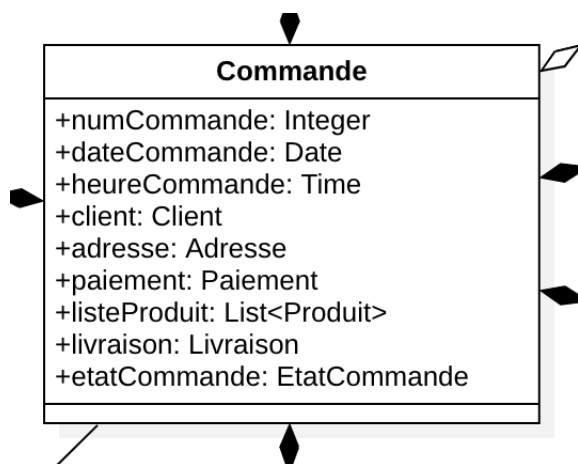 Commande
+numCommande: Integer
+dateCommande: Date
+heureCommande: Time
+client: Client
+adresse: Adresse
+paiement: Paiement
+listeProduit: List<Produit>
+livraison: Livraison
+etatCommande: EtatCommande